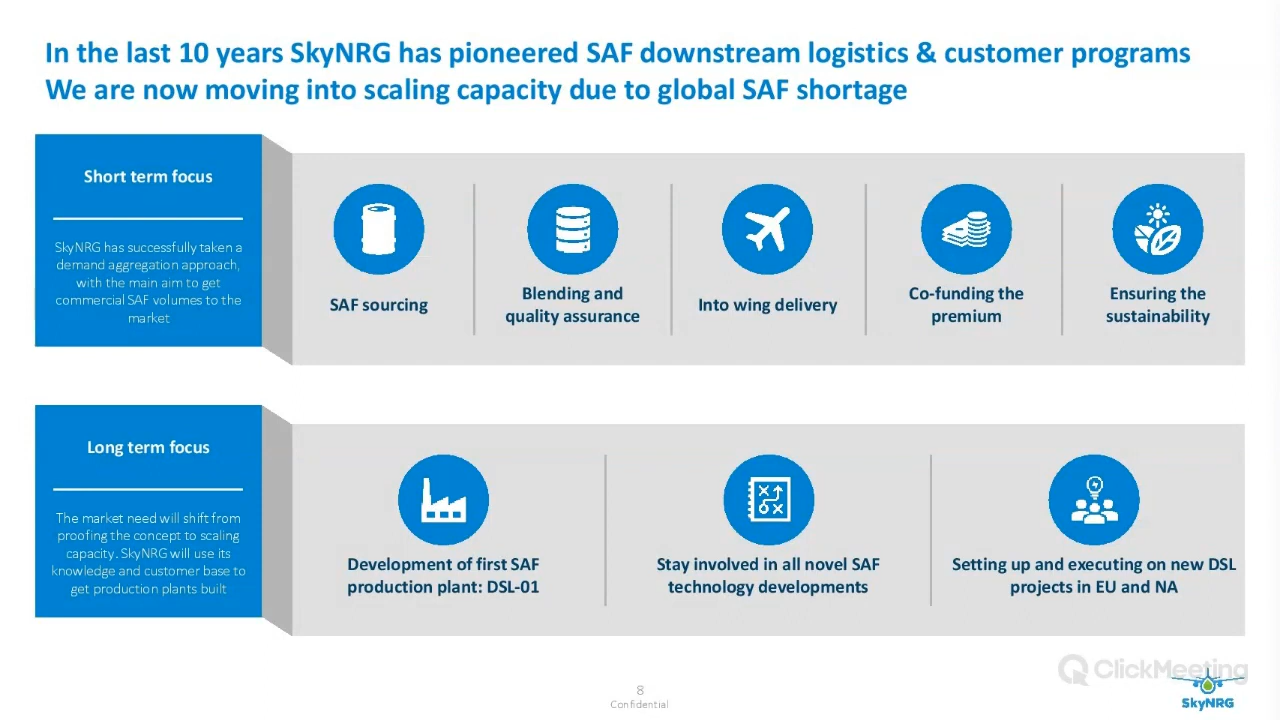 In the last 10 years SkyNRG has pioneered SAF downstream logistics & customer programs
We are now moving into scaling capacity due to global SAF shortage
Short term focus
SkyNRG has successfully taken a
demand aggregation approach,
with the main aim to get
commercial SAF volumes to the
market
SAF sourcing
Blending and
quality assurance
Into wing delivery
Co-funding the
premium
Ensuring the
sustainability
Long term focus
The market need will shift from
proofing the concept to scaling
capacity. SkyNRG will use its
knowledge and customer base to
get production plants built
Development of first SAF
production plant: DSL-01
Stay involved in all novel SAF
technology developments
Setting up and executing on new DSL
projects in EU and NA
8
Confidential
ClickMeeting
SkyNRG